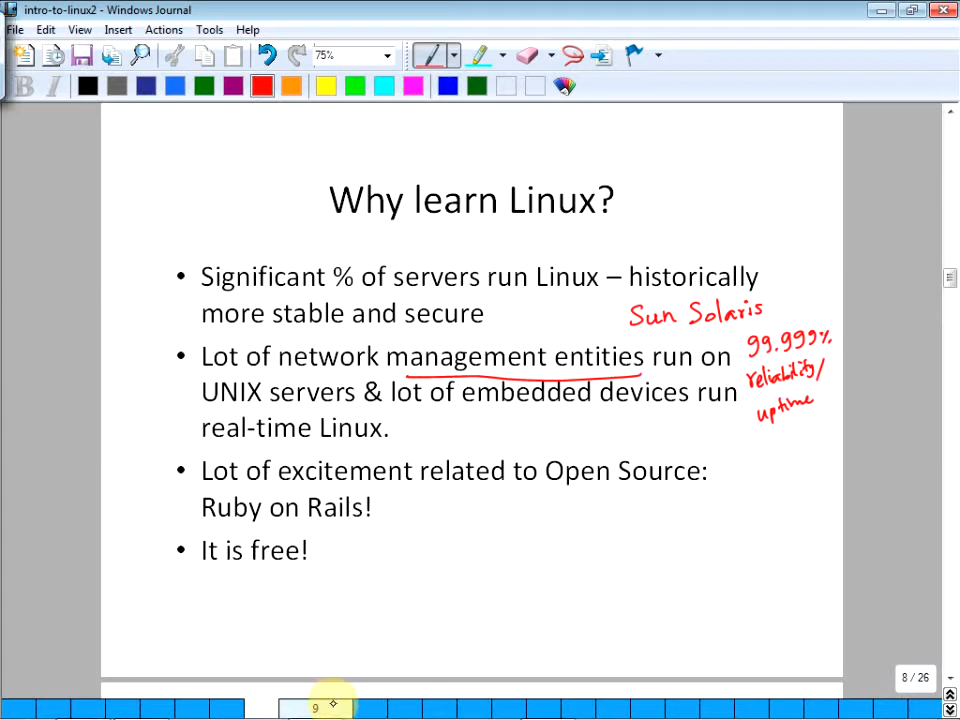 intro-to-linux2 - Windows Journal
File Edit View Insert Actions Tools Help
75%
B I
Why learn Linux?
• Significant % of servers run Linux – historically
more stable and secure
Sun Solaris
99.999%
• Lot of network management entities run on
reliability/
UNIX servers & lot of embedded devices run
uptime
real-time Linux.
• Lot of excitement related to Open Source:
Ruby on Rails!
• It is free!
8 / 26
9